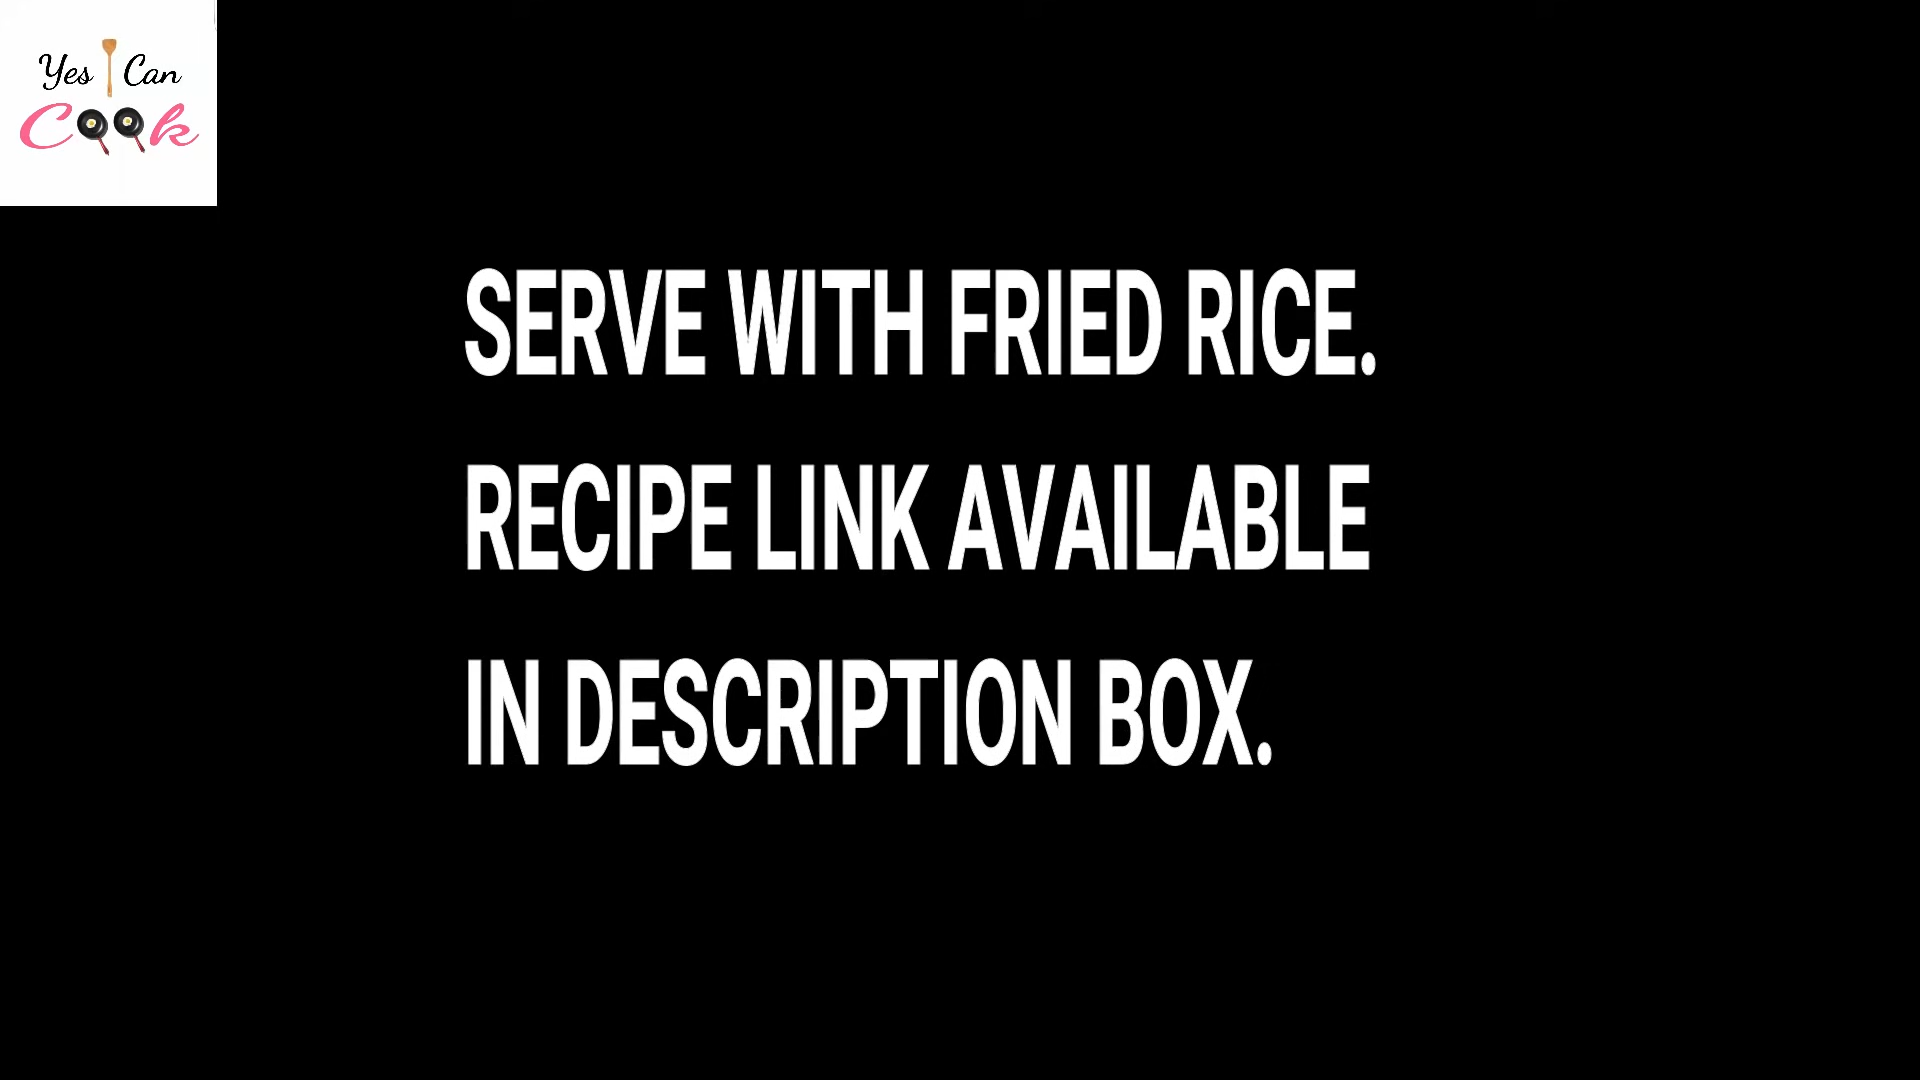 Yes I Can
Cook
SERVE WITH FRIED RICE.
RECIPE LINK AVAILABLE
IN DESCRIPTION BOX.